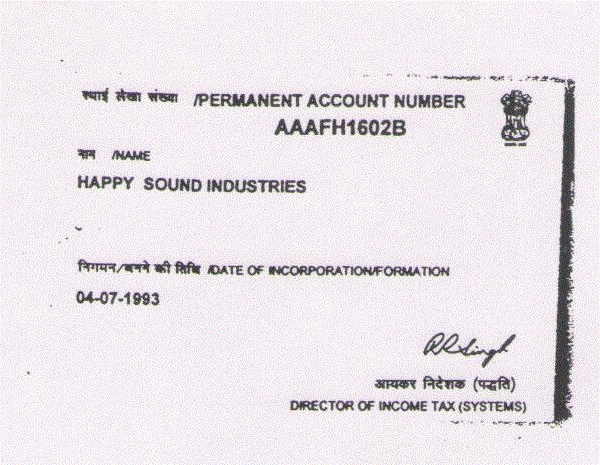 स्थाई लेखा संख्या /PERMANENT ACCOUNT NUMBER
AAAFH1602B
नाम /NAME
HAPPY SOUND INDUSTRIES
निगमन/बनने की तिथि /DATE OF INCORPORATION/FORMATION
04-07-1993
RRSingh
आयकर निदेशक (पद्धति)
DIRECTOR OF INCOME TAX (SYSTEMS)